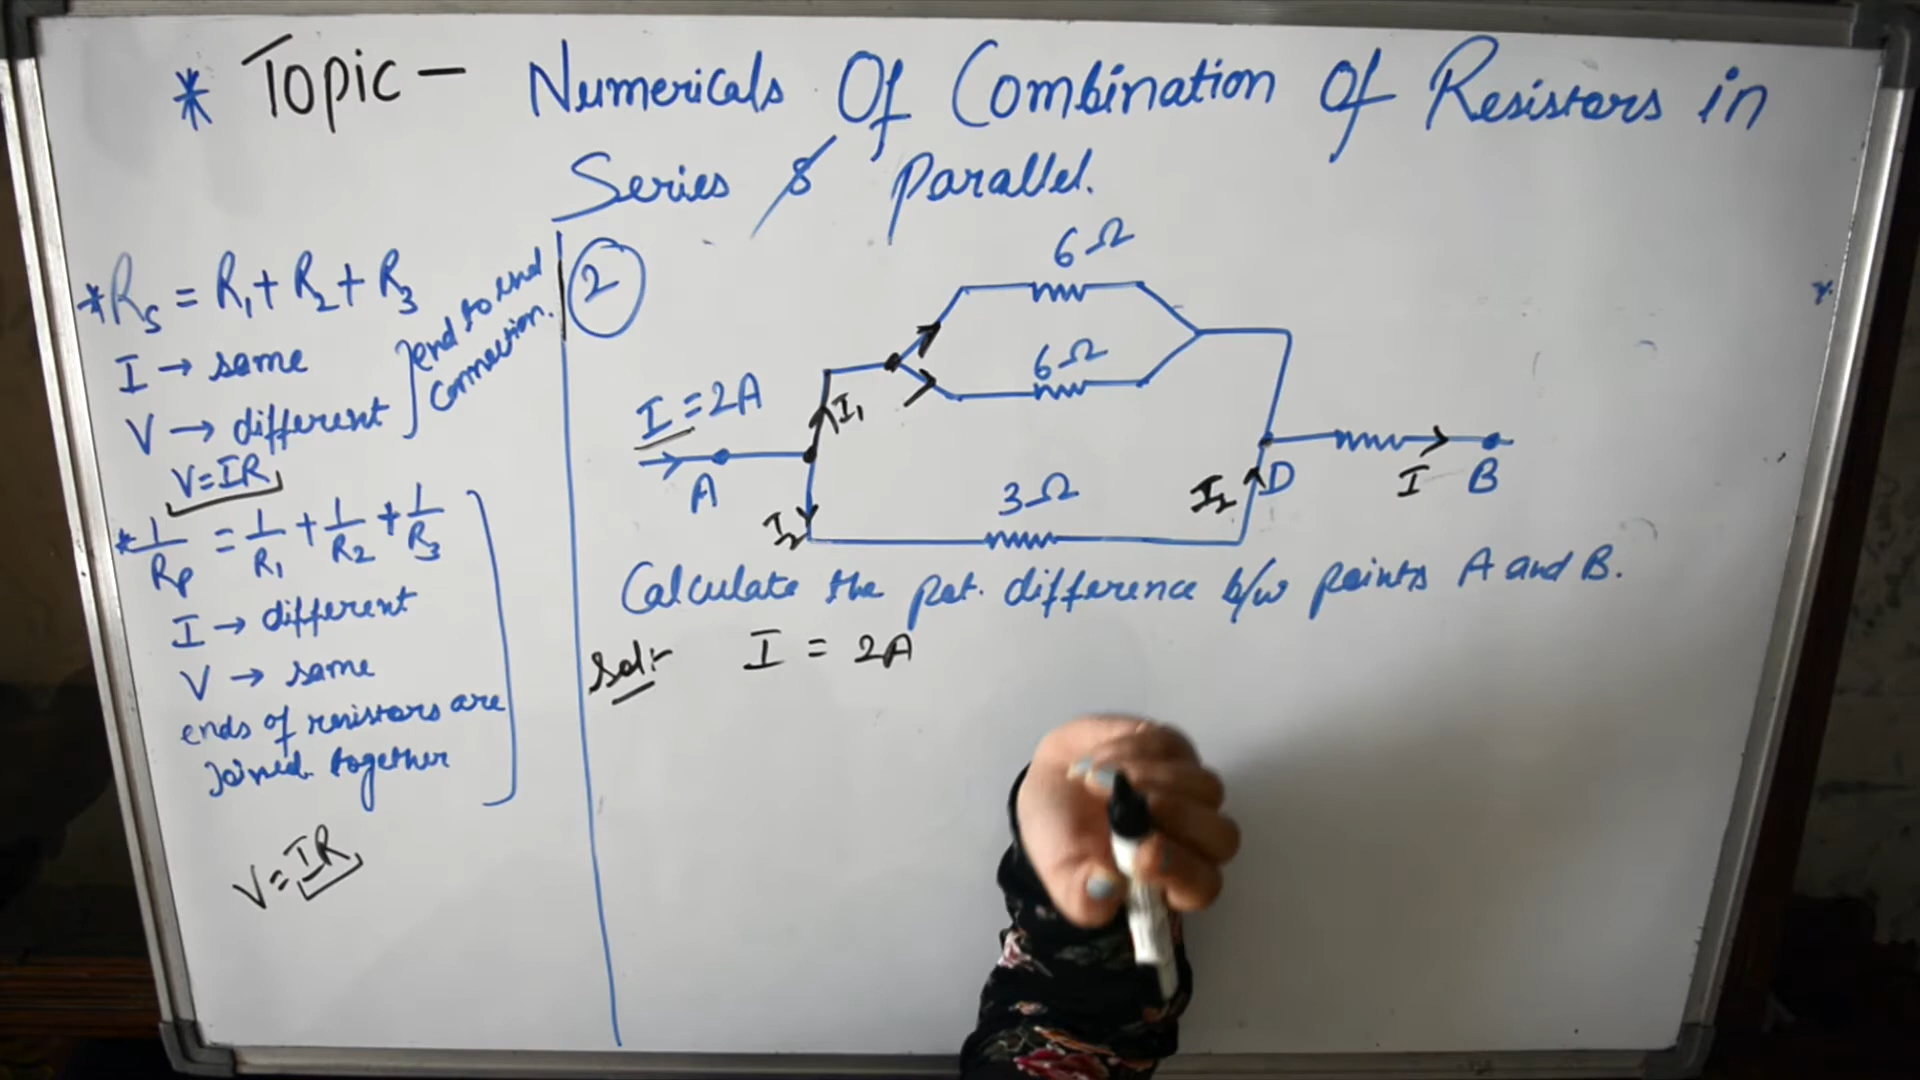 * Topic - Numericals Of Combination Of Resistors in
Series & parallel.
* Rs = R1 + R2 + R3
I → same
V → different
end to end
connection.
V = IR
* 1/Rp = 1/R1 + 1/R2 + 1/R3
I → different
V → same
ends of resistors are
Joined together
V = IR
2
6Ω
6Ω
I = 2A
I1
A
3Ω
I2
I2
D
I
B
Calculate the pot. difference b/w points A and B.
Sol:- I = 2A